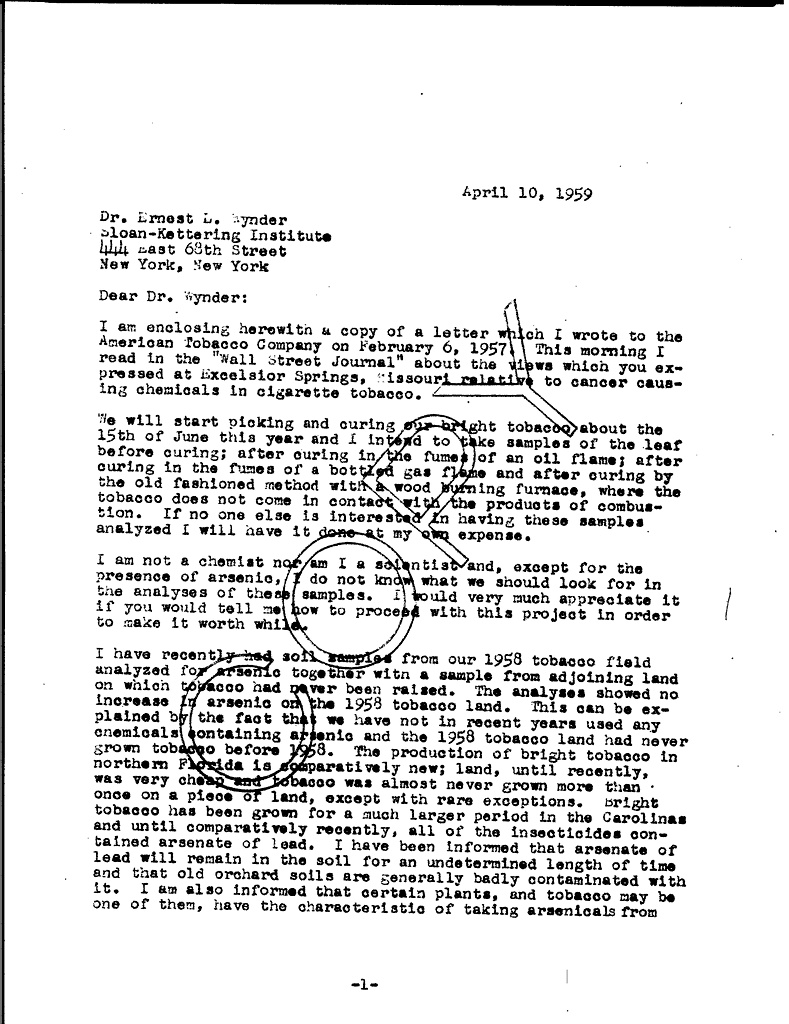 April 10, 1959
Dr. Ernest L. Wynder
Sloan-Kettering Institute
444 East 68th Street
New York, New York
Dear Dr. Wynder:
I am enclosing herewith a copy of a letter which I wrote to the
American Tobacco Company on February 6, 1957. This morning I
read in the "Wall Street Journal" about the views which you ex-
pressed at Excelsior Springs, Missouri relative to cancer caus-
ing chemicals in cigarette tobacco.
We will start picking and curing our bright tobacco about the
15th of June this year and I intend to take samples of the leaf
before curing; after curing in the fumes of an oil flame; after
curing in the fumes of a bottled gas flame and after curing by
the old fashioned method with a wood burning furnace, where the
tobacco does not come in contact with the products of combus-
tion. If no one else is interested in having these samples
analyzed I will have it done at my own expense.
I am not a chemist nor am I a scientist and, except for the
presence of arsenic, I do not know what we should look for in
the analyses of these samples. I would very much appreciate it
if you would tell me how to proceed with this project in order
to make it worth while.
I have recently had soil samples from our 1958 tobacco field
analyzed for arsenic together with a sample from adjoining land
on which tobacco had never been raised. The analyses showed no
increase in arsenic on the 1958 tobacco land. This can be ex-
plained by the fact that we have not in recent years used any
chemicals containing arsenic and the 1958 tobacco land had never
grown tobacco before 1958. The production of bright tobacco in
northern Florida is comparatively new; land, until recently,
was very cheap and tobacco was almost never grown more than
once on a piece of land, except with rare exceptions. Bright
tobacco has been grown for a much larger period in the Carolinas
and until comparatively recently, all of the insecticides con-
tained arsenate of lead. I have been informed that arsenate of
lead will remain in the soil for an undetermined length of time
and that old orchard soils are generally badly contaminated with
it. I am also informed that certain plants, and tobacco may be
one of them, have the characteristic of taking arsenicals from
-1-
COPY